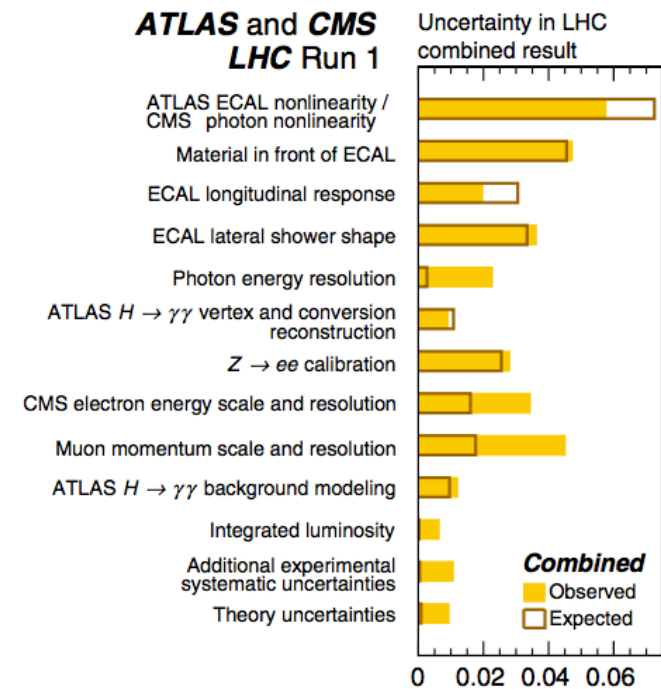 ATLAS and CMS
LHC Run 1
Uncertainty in LHC
combined result
ATLAS ECAL nonlinearity /
CMS photon nonlinearity
Material in front of ECAL
ECAL longitudinal response
ECAL lateral shower shape
Photon energy resolution
ATLAS H → γγ vertex and conversion
reconstruction
Z → ee calibration
CMS electron energy scale and resolution
Muon momentum scale and resolution
ATLAS H → γγ background modeling
Integrated luminosity
Additional experimental
systematic uncertainties
Theory uncertainties
Combined
Observed
Expected
0 0.02 0.04 0.06